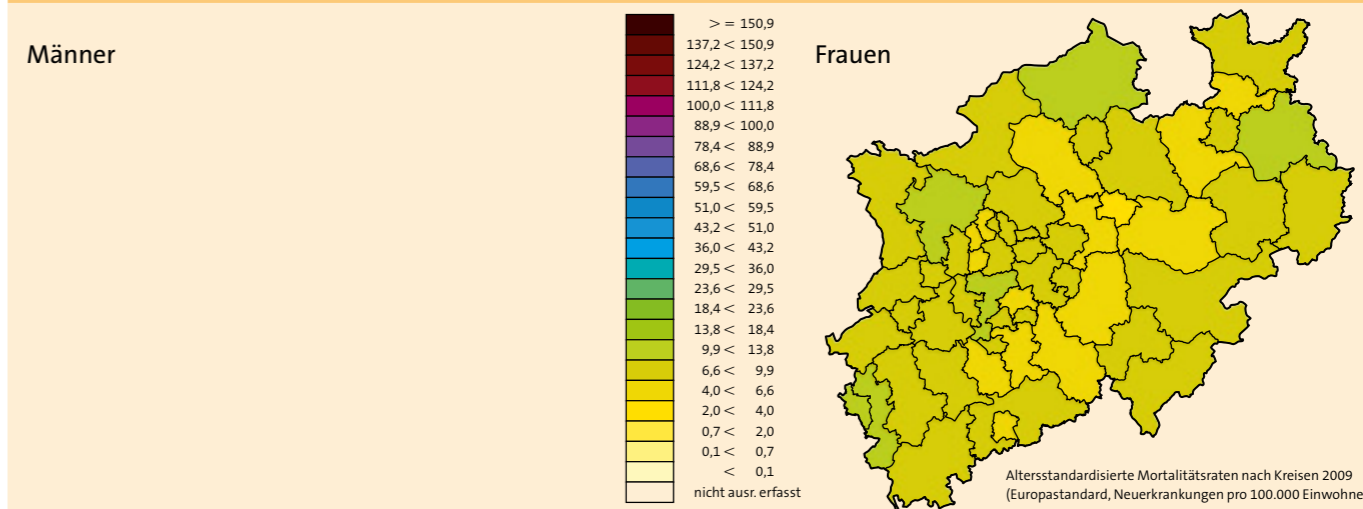 Männer
> = 150,9
137,2 < 150,9
124,2 < 137,2
111,8 < 124,2
100,0 < 111,8
88,9 < 100,0
78,4 < 88,9
68,6 < 78,4
59,5 < 68,6
51,0 < 59,5
43,2 < 51,0
36,0 < 43,2
29,5 < 36,0
23,6 < 29,5
18,4 < 23,6
13,8 < 18,4
9,9 < 13,8
6,6 < 9,9
4,0 < 6,6
2,0 < 4,0
0,7 < 2,0
0,1 < 0,7
< 0,1
nicht ausr. erfasst
Frauen
Altersstandardisierte Mortalitätsraten nach Kreisen 2009
(Europastandard, Neuerkrankungen pro 100.000 Einwohne